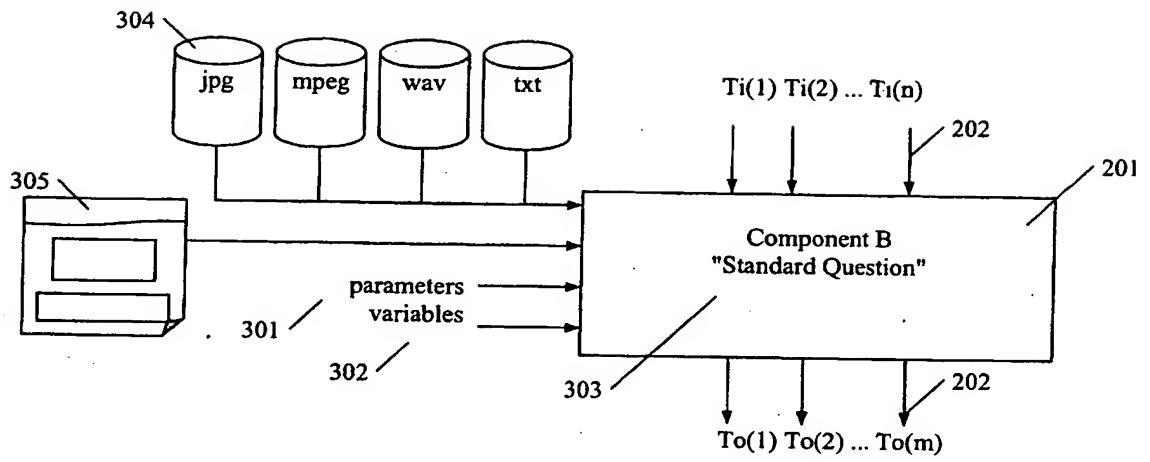 304
jpg mpeg wav txt
Ti(1) Ti(2) ... Ti(n)
202
201
305
Component B
"Standard Question"
parameters
variables
301
302
303
202
To(1) To(2) ... To(m)